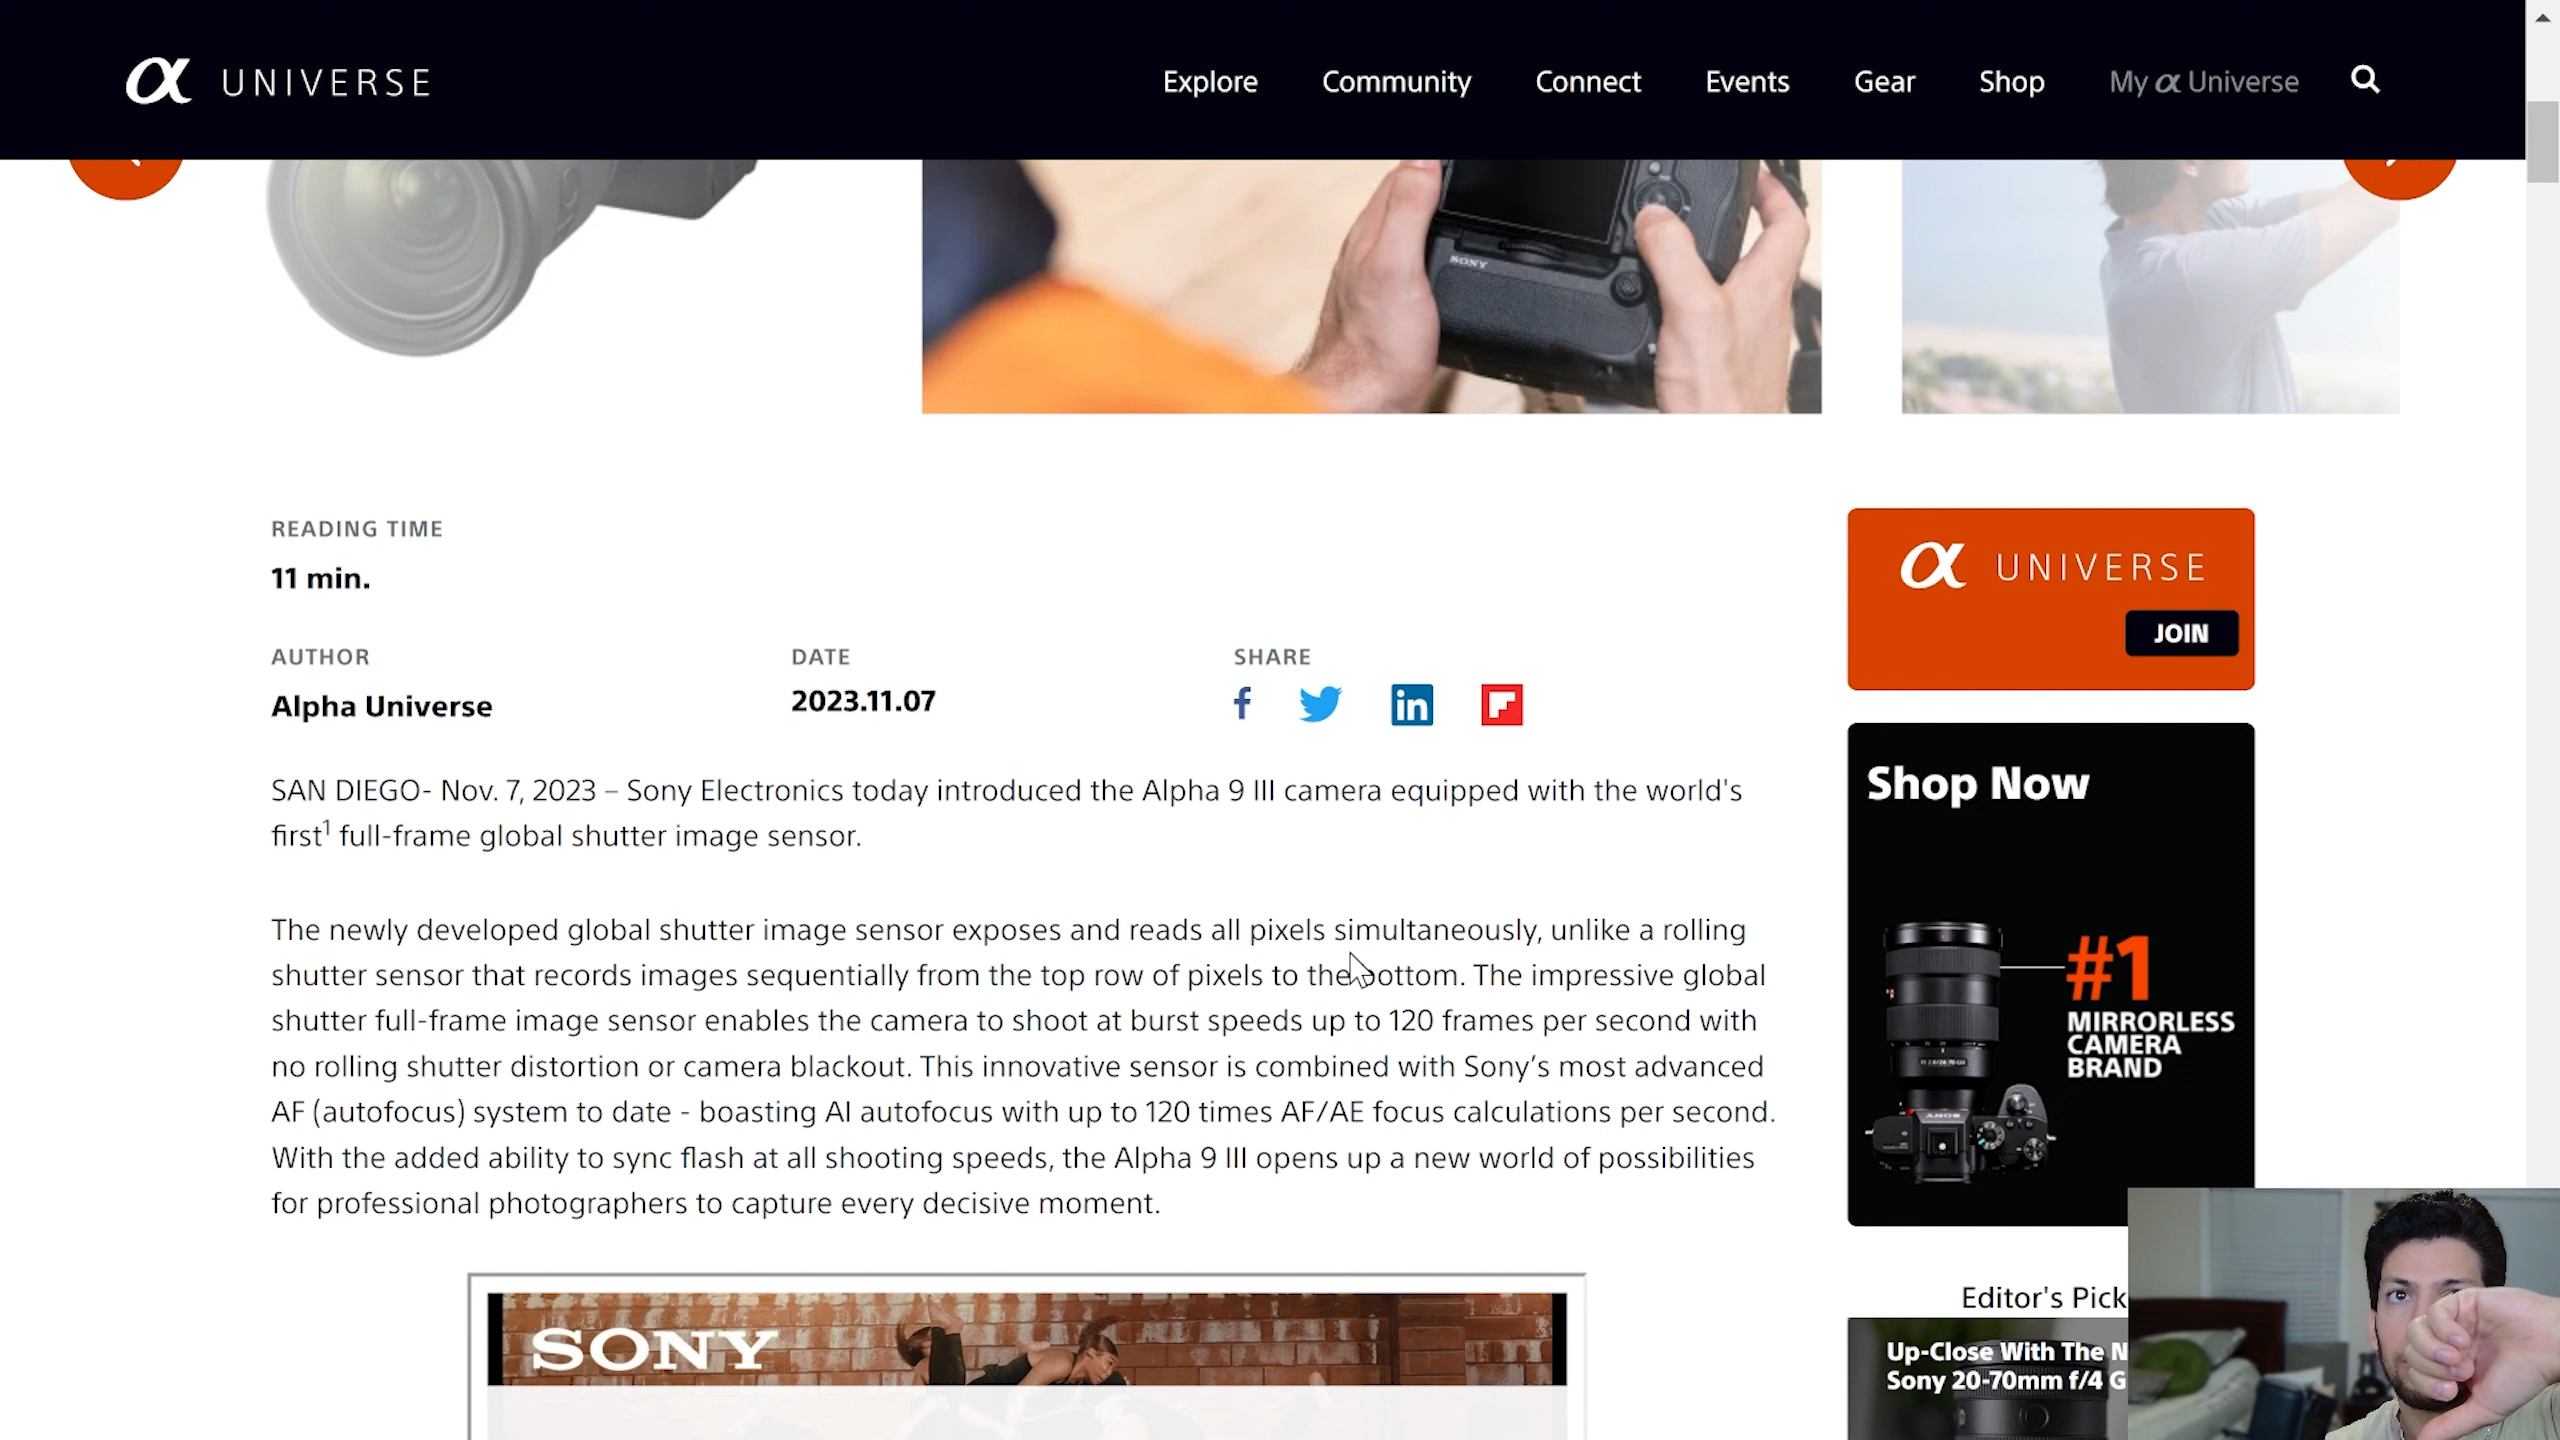 α UNIVERSE
Explore Community Connect Events Gear Shop My α Universe
SONY
READING TIME
11 min.
AUTHOR
Alpha Universe
DATE
2023.11.07
SHARE
SAN DIEGO- Nov. 7, 2023 – Sony Electronics today introduced the Alpha 9 III camera equipped with the world's
first1 full-frame global shutter image sensor.
The newly developed global shutter image sensor exposes and reads all pixels simultaneously, unlike a rolling
shutter sensor that records images sequentially from the top row of pixels to the bottom. The impressive global
shutter full-frame image sensor enables the camera to shoot at burst speeds up to 120 frames per second with
no rolling shutter distortion or camera blackout. This innovative sensor is combined with Sony’s most advanced
AF (autofocus) system to date - boasting AI autofocus with up to 120 times AF/AE focus calculations per second.
With the added ability to sync flash at all shooting speeds, the Alpha 9 III opens up a new world of possibilities
for professional photographers to capture every decisive moment.
SONY
α UNIVERSE
JOIN
Shop Now
#1
MIRRORLESS
CAMERA
BRAND
SONY
Editor's Pick
Up-Close With The N
Sony 20-70mm f/4 G